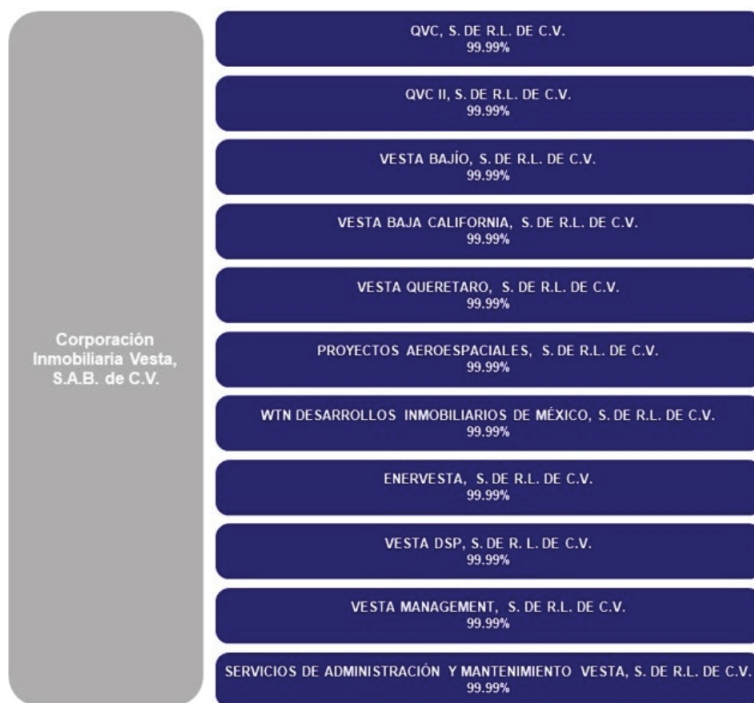 Corporación
Inmobiliaria Vesta,
S.A.B. de C.V.
QVC, S. DE R.L. DE C.V.
99.99%
QVC II, S. DE R.L. DE C.V.
99.99%
VESTA BAJÍO, S. DE R.L. DE C.V.
99.99%
VESTA BAJA CALIFORNIA, S. DE R.L. DE C.V.
99.99%
VESTA QUERETARO, S. DE R.L. DE C.V.
99.99%
PROYECTOS AEROESPACIALES, S. DE R.L. DE C.V.
99.99%
WTN DESARROLLOS INMOBILIARIOS DE MÉXICO, S. DE R.L. DE C.V.
99.99%
ENERVESTA, S. DE R.L. DE C.V.
99.99%
VESTA DSP, S. DE R. L. DE C.V.
99.99%
VESTA MANAGEMENT, S. DE R.L. DE C.V.
99.99%
SERVICIOS DE ADMINISTRACIÓN Y MANTENIMIENTO VESTA, S. DE R.L. DE C.V.
99.99%